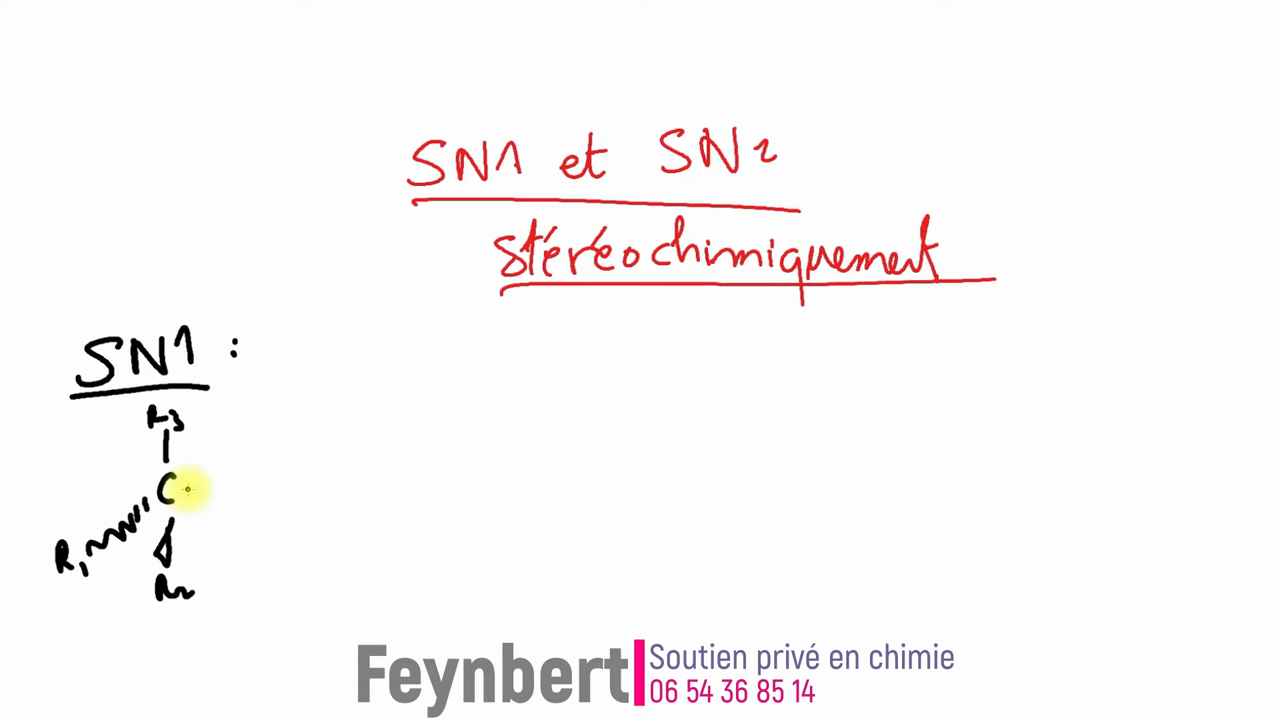 SN1 et SN2
stéréochimiquement
SN1 :
R3
C
R1
R2
Feynbert
Soutien privé en chimie
06 54 36 85 14